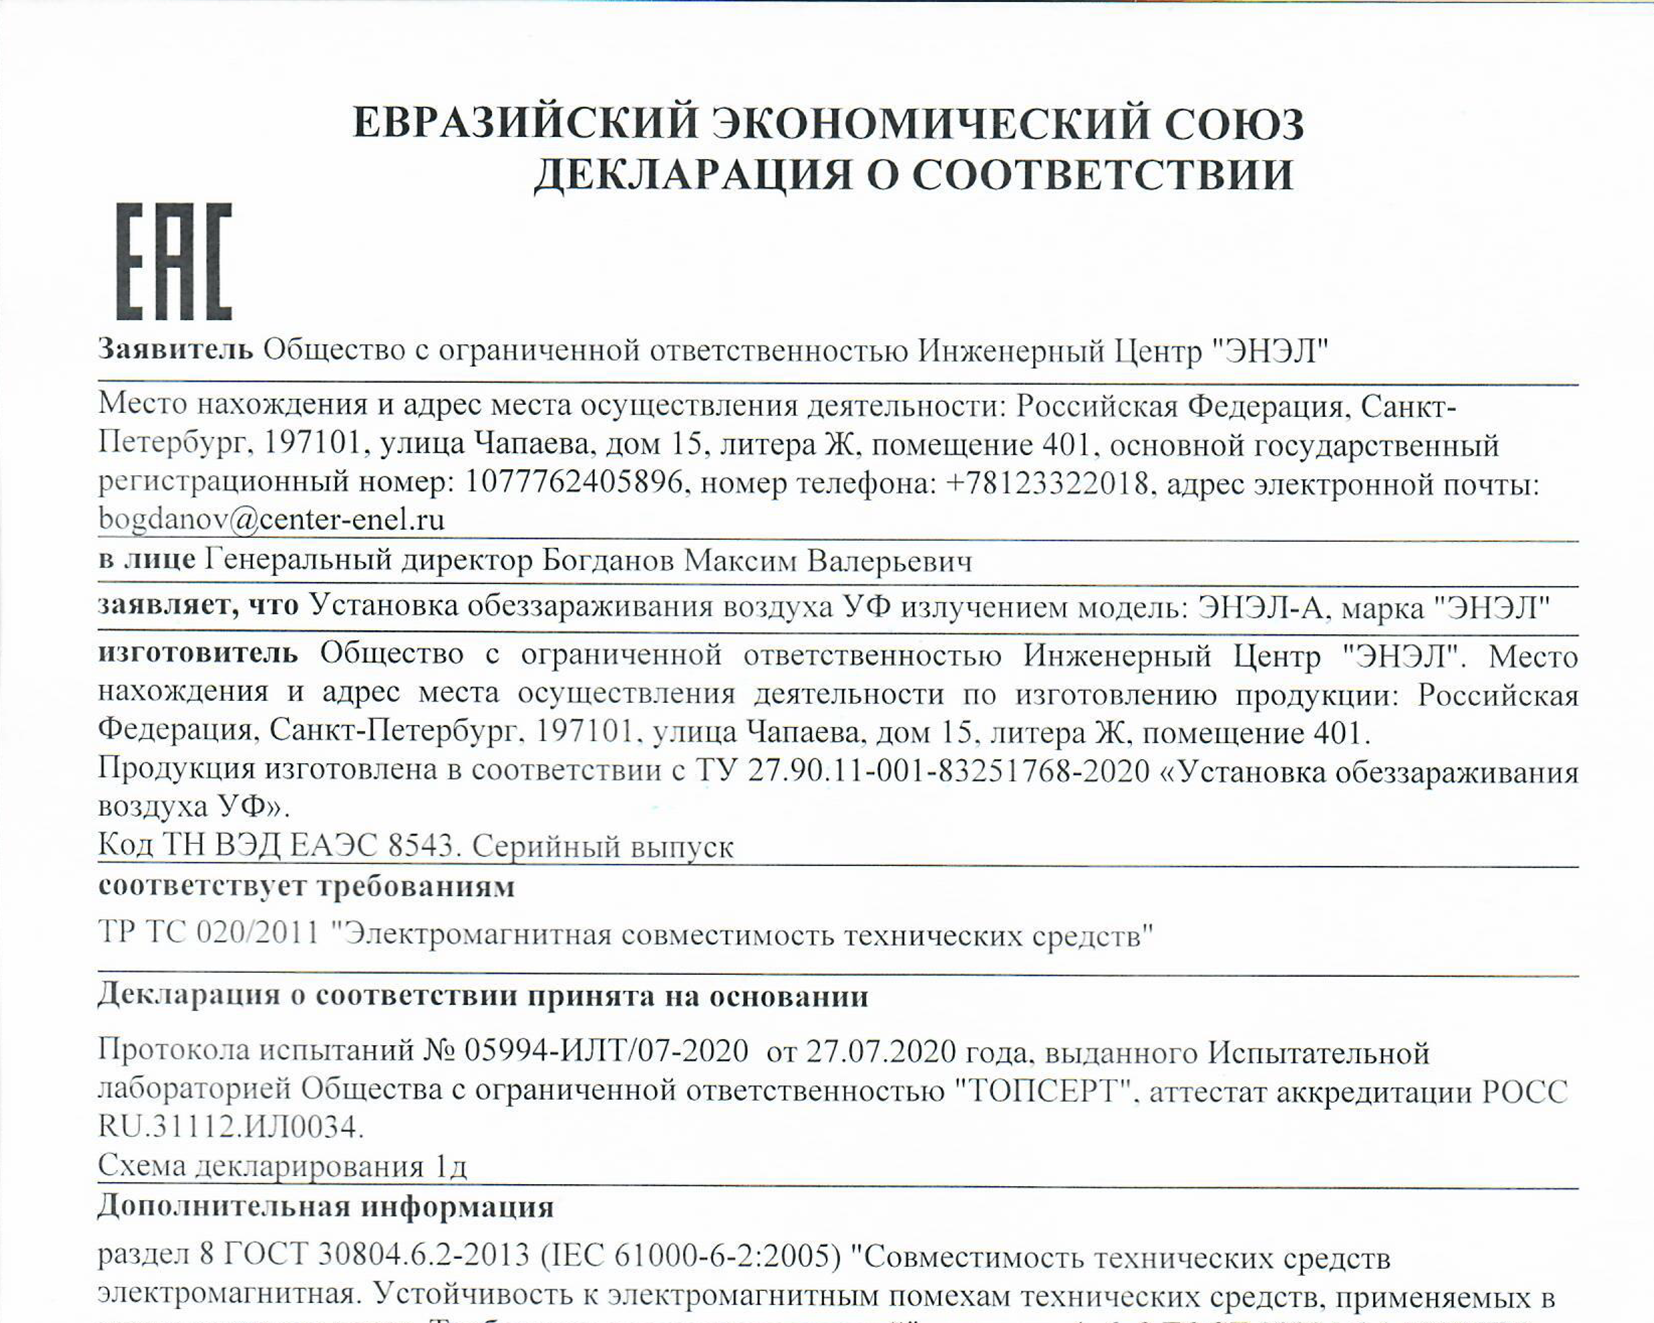 ЕВРАЗИЙСКИЙ ЭКОНОМИЧЕСКИЙ СОЮЗ
ДЕКЛАРАЦИЯ О СООТВЕТСТВИИ
ЕАС
Заявитель Общество с ограниченной ответственностью Инженерный Центр "ЭНЭЛ"
Место нахождения и адрес места осуществления деятельности: Российская Федерация, Санкт-
Петербург, 197101, улица Чапаева, дом 15, литера Ж, помещение 401, основной государственный
регистрационный номер: 1077762405896, номер телефона: +78123322018, адрес электронной почты:
bogdanov@center-enel.ru
в лице Генеральный директор Богданов Максим Валерьевич
заявляет, что Установка обеззараживания воздуха УФ излучением модель: ЭНЭЛ-А, марка "ЭНЭЛ"
изготовитель Общество с ограниченной ответственностью Инженерный Центр "ЭНЭЛ". Место
нахождения и адрес места осуществления деятельности по изготовлению продукции: Российская
Федерация, Санкт-Петербург, 197101, улица Чапаева, дом 15, литера Ж, помещение 401.
Продукция изготовлена в соответствии с ТУ 27.90.11-001-83251768-2020 «Установка обеззараживания
воздуха УФ».
Код ТН ВЭД ЕАЭС 8543. Серийный выпуск
соответствует требованиям
ТР ТС 020/2011 "Электромагнитная совместимость технических средств"
Декларация о соответствии принята на основании
Протокола испытаний № 05994-ИЛТ/07-2020 от 27.07.2020 года, выданного Испытательной
лабораторией Общества с ограниченной ответственностью "ТОПСЕРТ", аттестат аккредитации РОСС
RU.31112.ИЛ0034.
Схема декларирования 1д
Дополнительная информация
раздел 8 ГОСТ 30804.6.2-2013 (IEC 61000-6-2:2005) "Совместимость технических средств
электромагнитная. Устойчивость к электромагнитным помехам технических средств, применяемых в